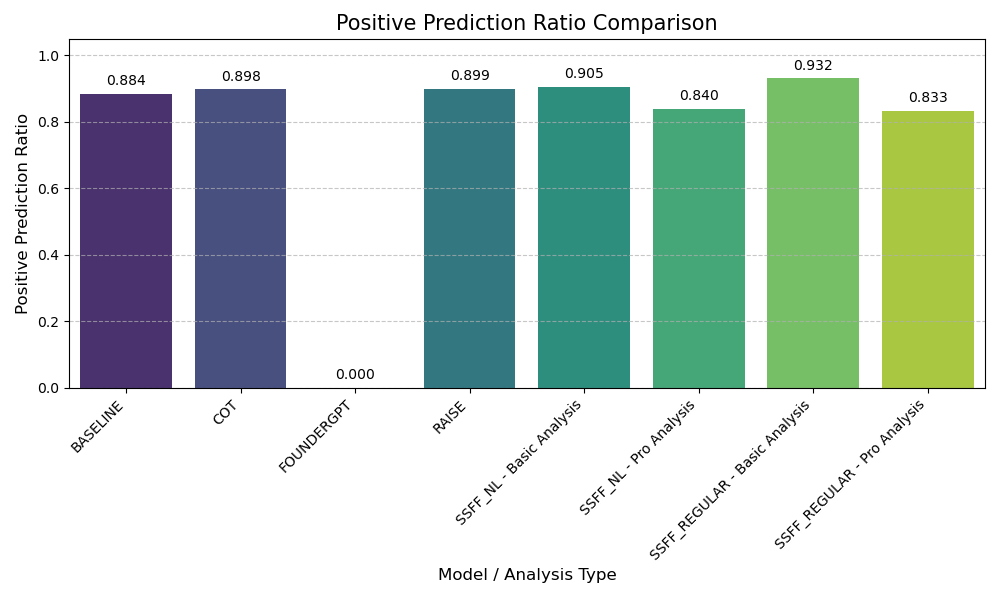 Positive Prediction Ratio Comparison
Positive Prediction Ratio
1.0
0.8
0.6
0.4
0.2
0.0
0.884
0.898
0.000
0.899
0.905
0.840
0.932
0.833
BASELINE
COT
FOUNDERGPT
RAISE
SSFF_NL - Basic Analysis
SSFF_NL - Pro Analysis
SSFF_REGULAR - Basic Analysis
SSFF_REGULAR - Pro Analysis
Model / Analysis Type